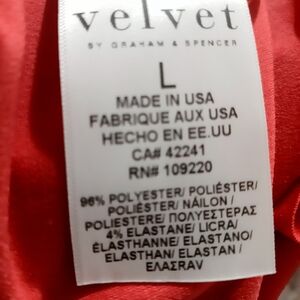 velvet
BY GRAHAM & SPENCER
L
MADE IN USA
FABRIQUE AUX USA
HECHO EN EE.UU
CA# 42241
RN# 109220
96% POLYESTER/ POLIÉSTER/
POLIÉSTER/ NÁILON /
POLIESTERE/ ΠΟΛΥΕΣΤΕΡΑΣ
4% ELASTANE/ LICRA/
ÉLASTHANNE/ ELASTANO/
ELASTHAN/ ELASTAN /
ΕΛΑΣΤΑΝ